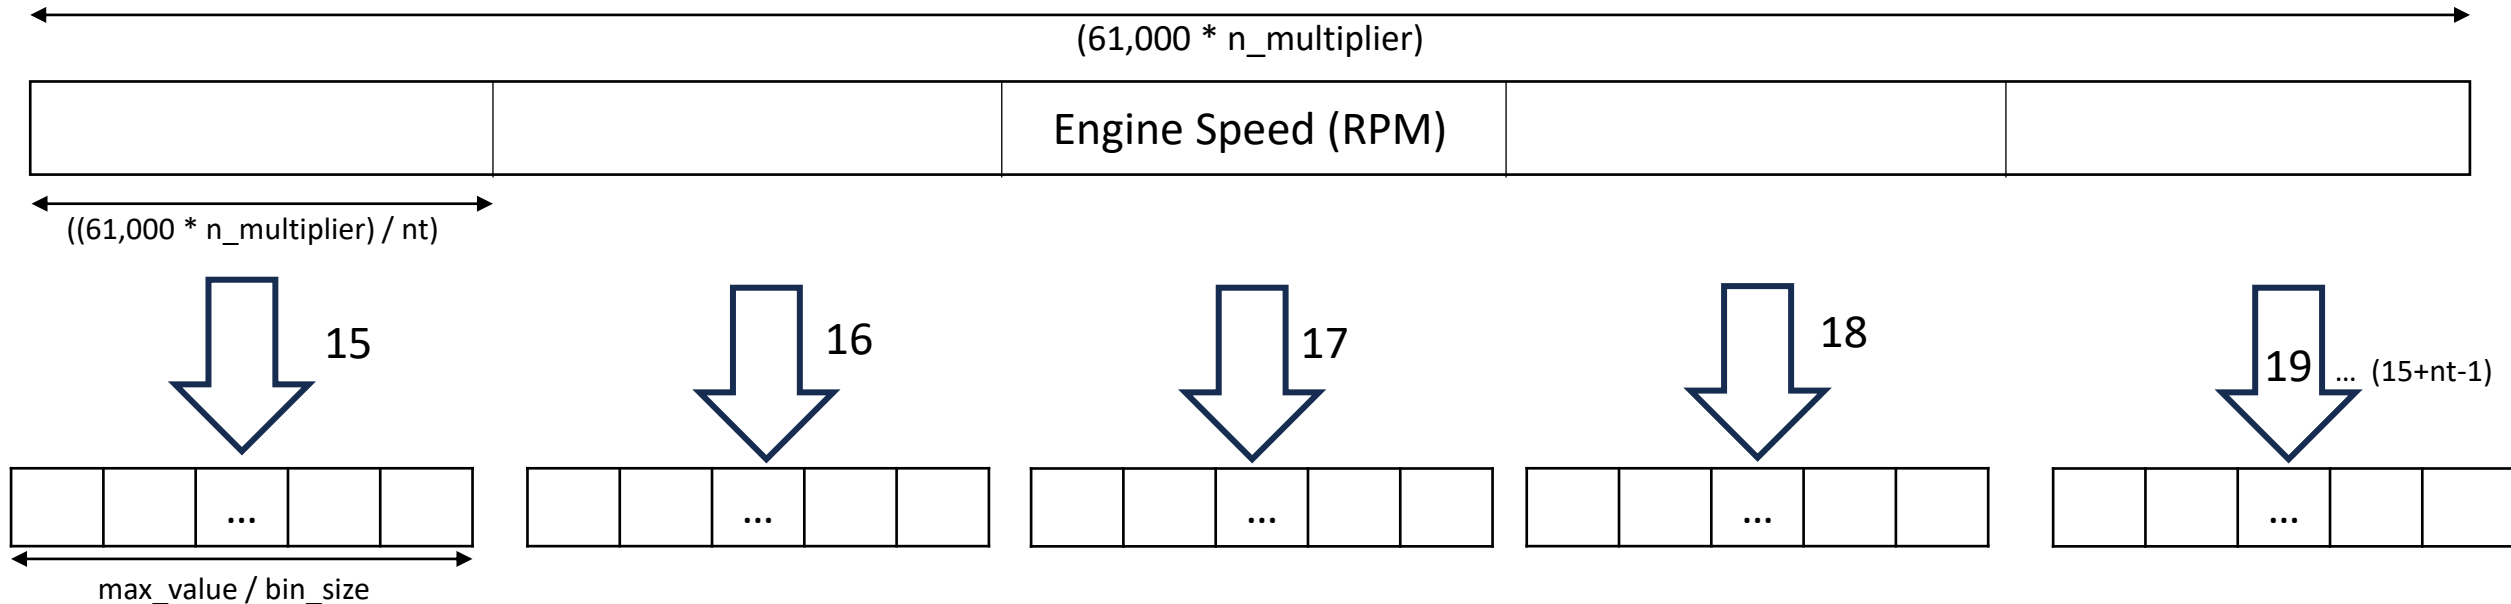 (61,000 * n_multiplier)
Engine Speed (RPM)
((61,000 * n_multiplier) / nt)
15
16
17
18
19 ... (15+nt-1)
... ... ... ... ...
max_value / bin_size